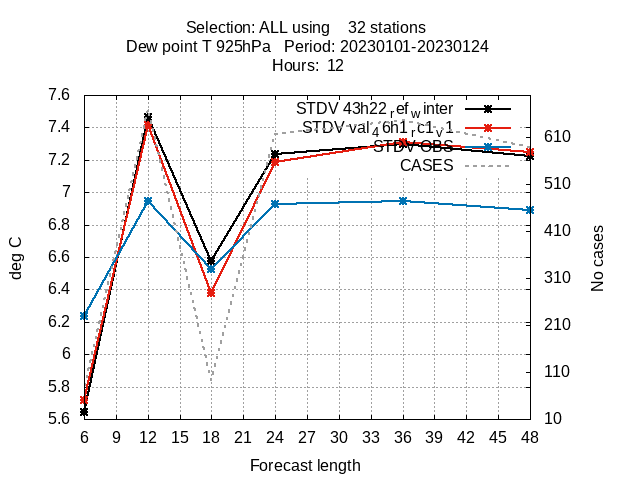 Selection: ALL using    32 stations
Dew point T 925hPa   Period: 20230101-20230124
Hours:  12
STDV 43h22_ref_winter
STDV val_46h1_rc1_v1
STDV OBS
CASES
7.6
7.4
7.2
7
6.8
6.6
6.4
6.2
6
5.8
5.6
deg C
610
510
410
310
210
110
10
No cases
6 9 12 15 18 21 24 27 30 33 36 39 42 45 48
Forecast length